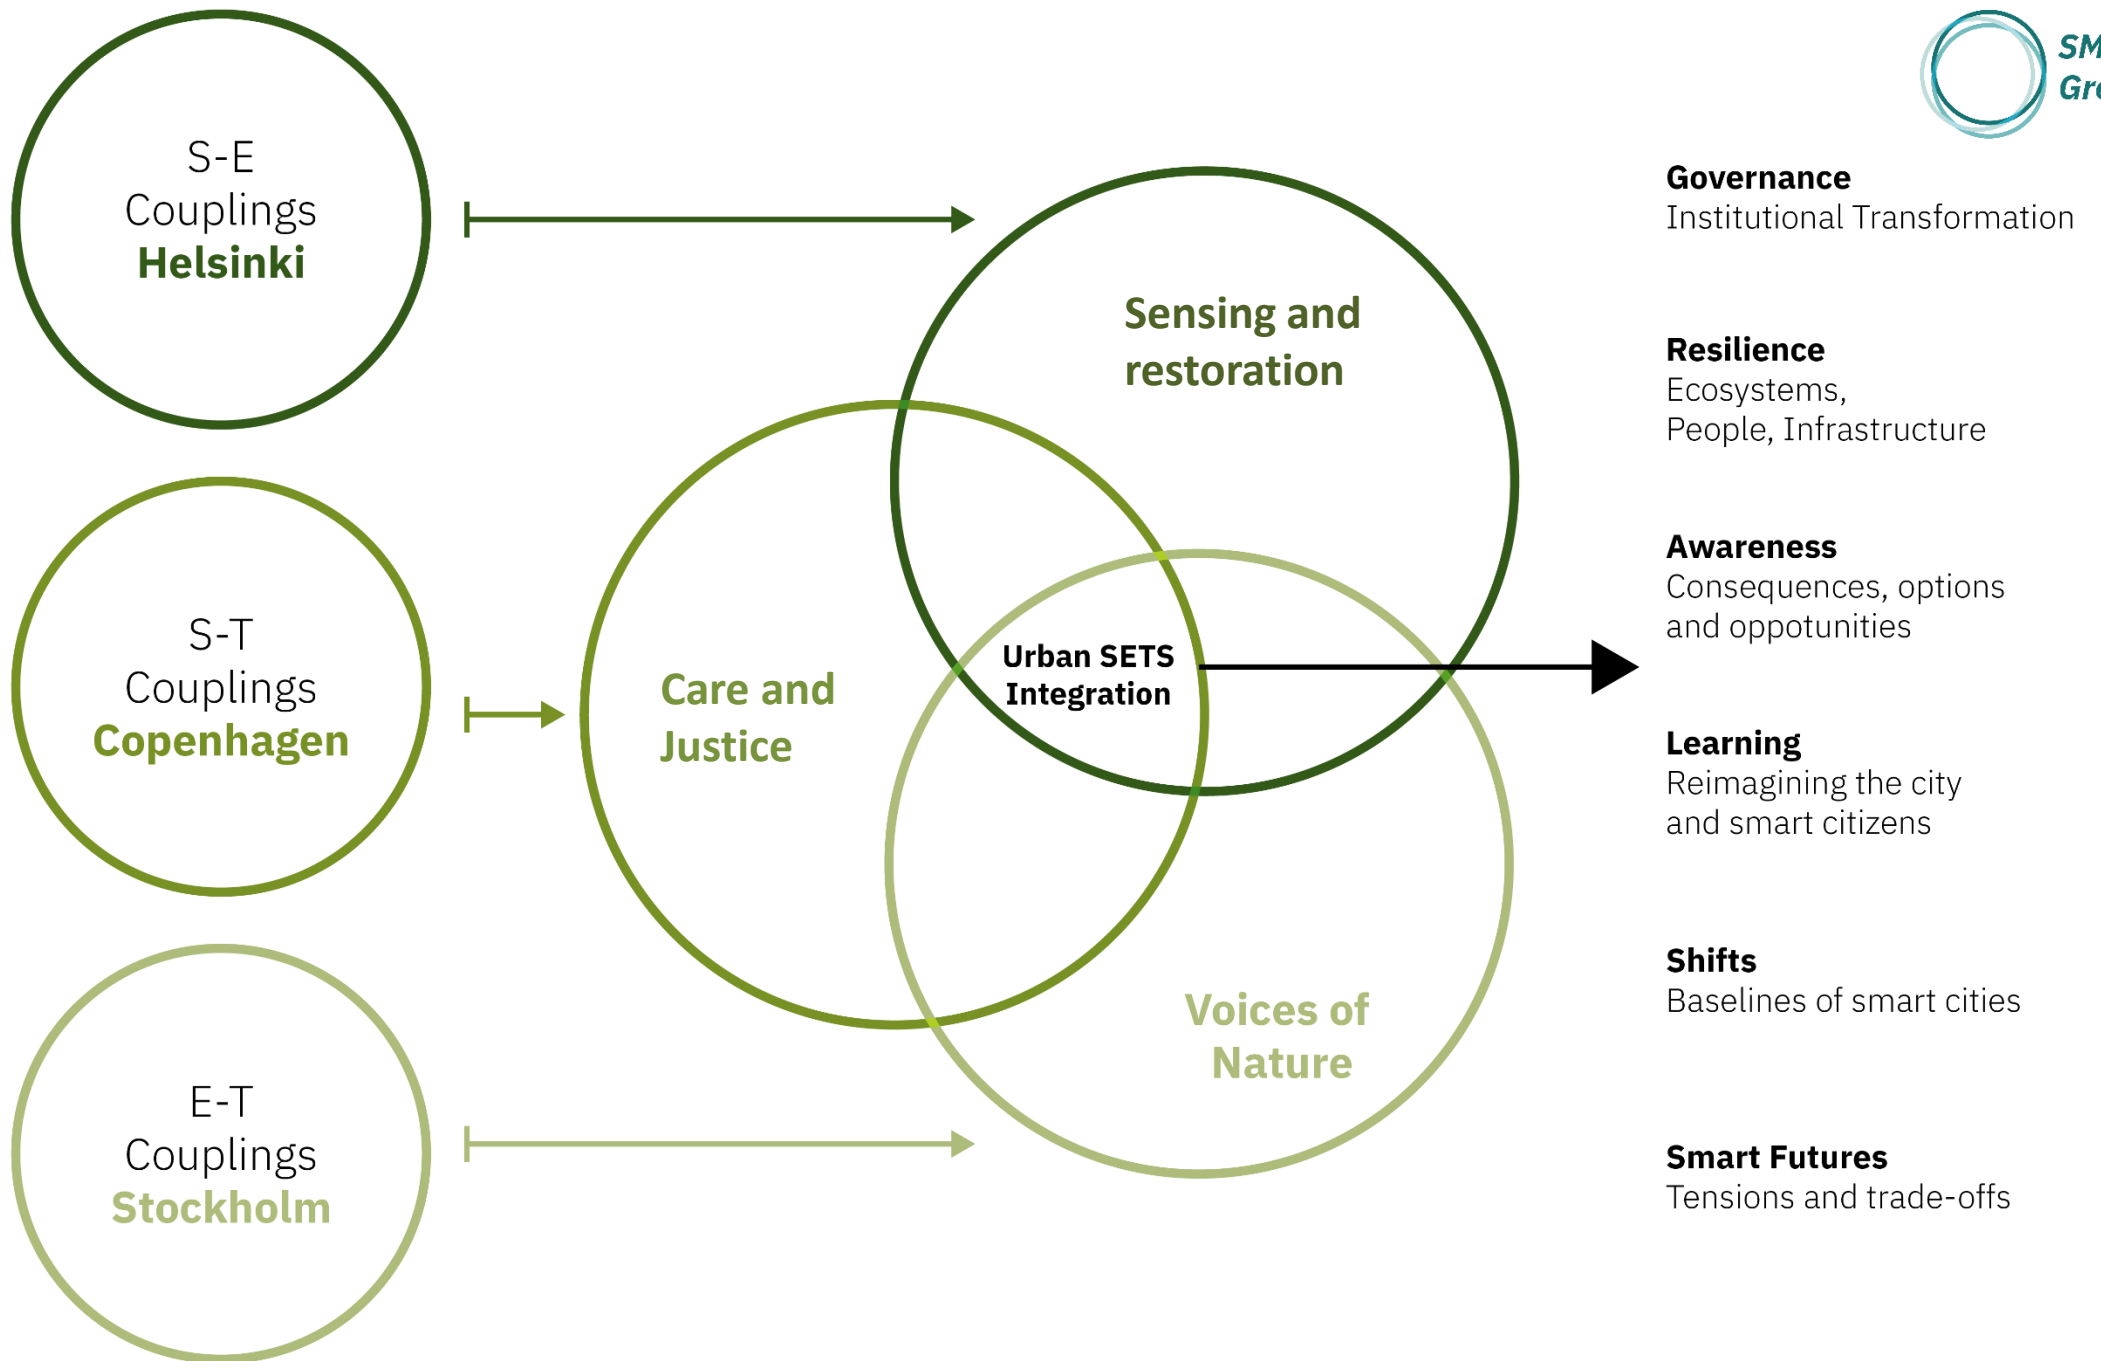 S-E
Couplings
Helsinki
S-T
Couplings
Copenhagen
E-T
Couplings
Stockholm
Sensing and
restoration
Care and
Justice
Urban SETS
Integration
Voices of
Nature
Governance
Institutional Transformation
Resilience
Ecosystems,
People, Infrastructure
Awareness
Consequences, options
and oppotunities
Learning
Reimagining the city
and smart citizens
Shifts
Baselines of smart cities
Smart Futures
Tensions and trade-offs